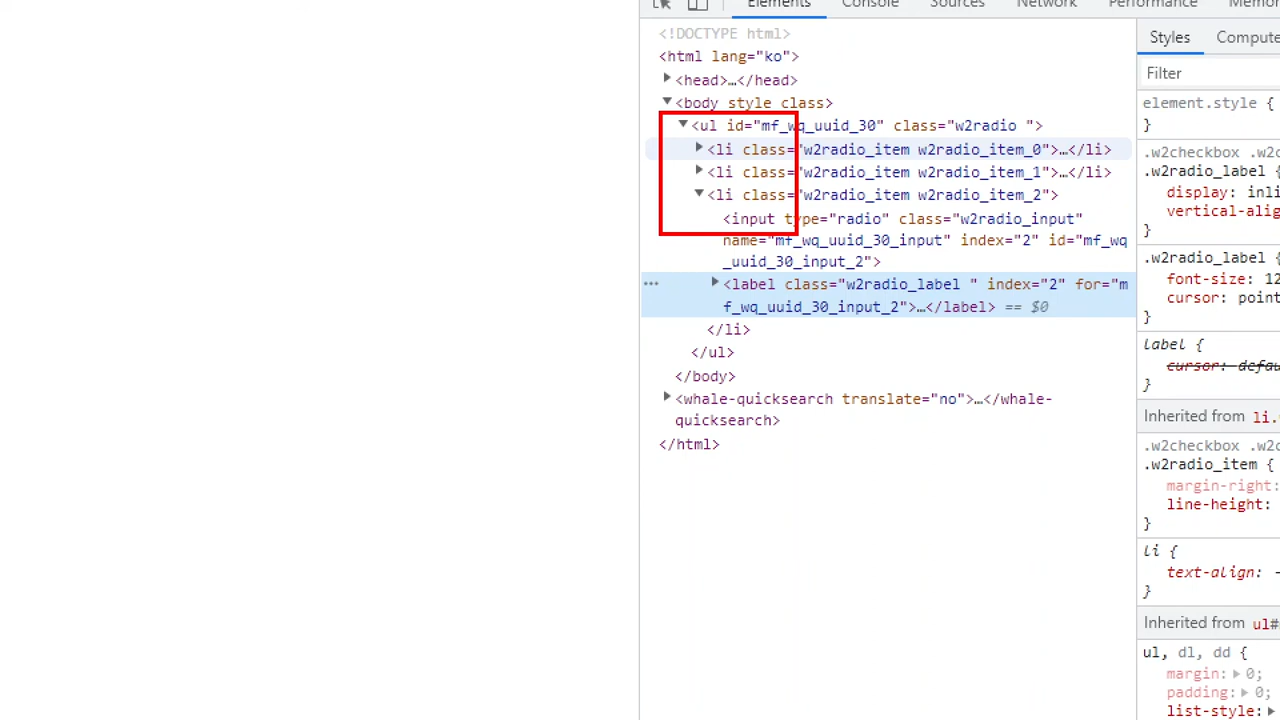 Elements Console Sources Network Performance Memor
<!DOCTYPE html>
<html lang="ko">
<head>…</head>
<body style class>
<ul id="mf_wq_uuid_30" class="w2radio ">
<li class="w2radio_item w2radio_item_0">…</li>
<li class="w2radio_item w2radio_item_1">…</li>
<li class="w2radio_item w2radio_item_2">
<input type="radio" class="w2radio_input"
name="mf_wq_uuid_30_input" index="2" id="mf_wq
_uuid_30_input_2">
<label class="w2radio_label " index="2" for="m
f_wq_uuid_30_input_2">…</label> == $0
</li>
</ul>
</body>
<whale-quicksearch translate="no">…</whale-
quicksearch>
</html>
Styles Compute
Filter
element.style {
}
.w2checkbox .w2c
.w2radio_label {
display: inli
vertical-alig
}
.w2radio_label {
font-size: 12
cursor: point
}
label {
cursor: defau
}
Inherited from li.
.w2checkbox .w2c
.w2radio_item {
margin-right:
line-height:
}
li {
text-align: -
}
Inherited from ul#
ul, dl, dd {
margin: 0;
padding: 0;
list-style: